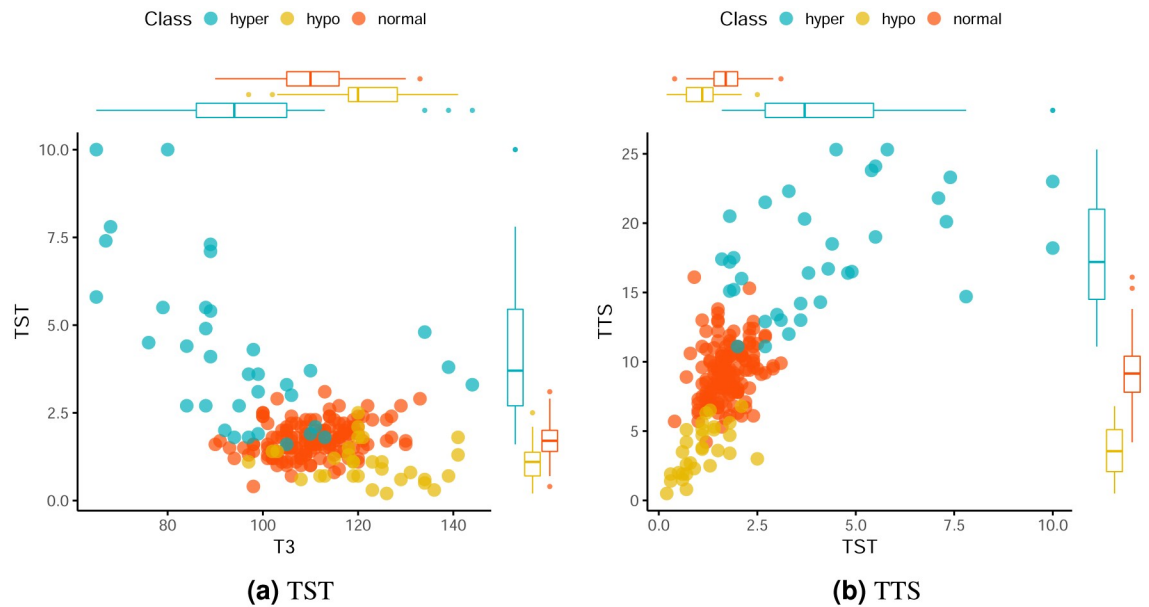 Class hyper hypo normal
10.0
7.5
5.0
2.5
0.0
TST
80 100 120 140
T3
(a) TST
Class hyper hypo normal
25
20
15
10
5
0
TTS
0.0 2.5 5.0 7.5 10.0
TST
(b) TTS